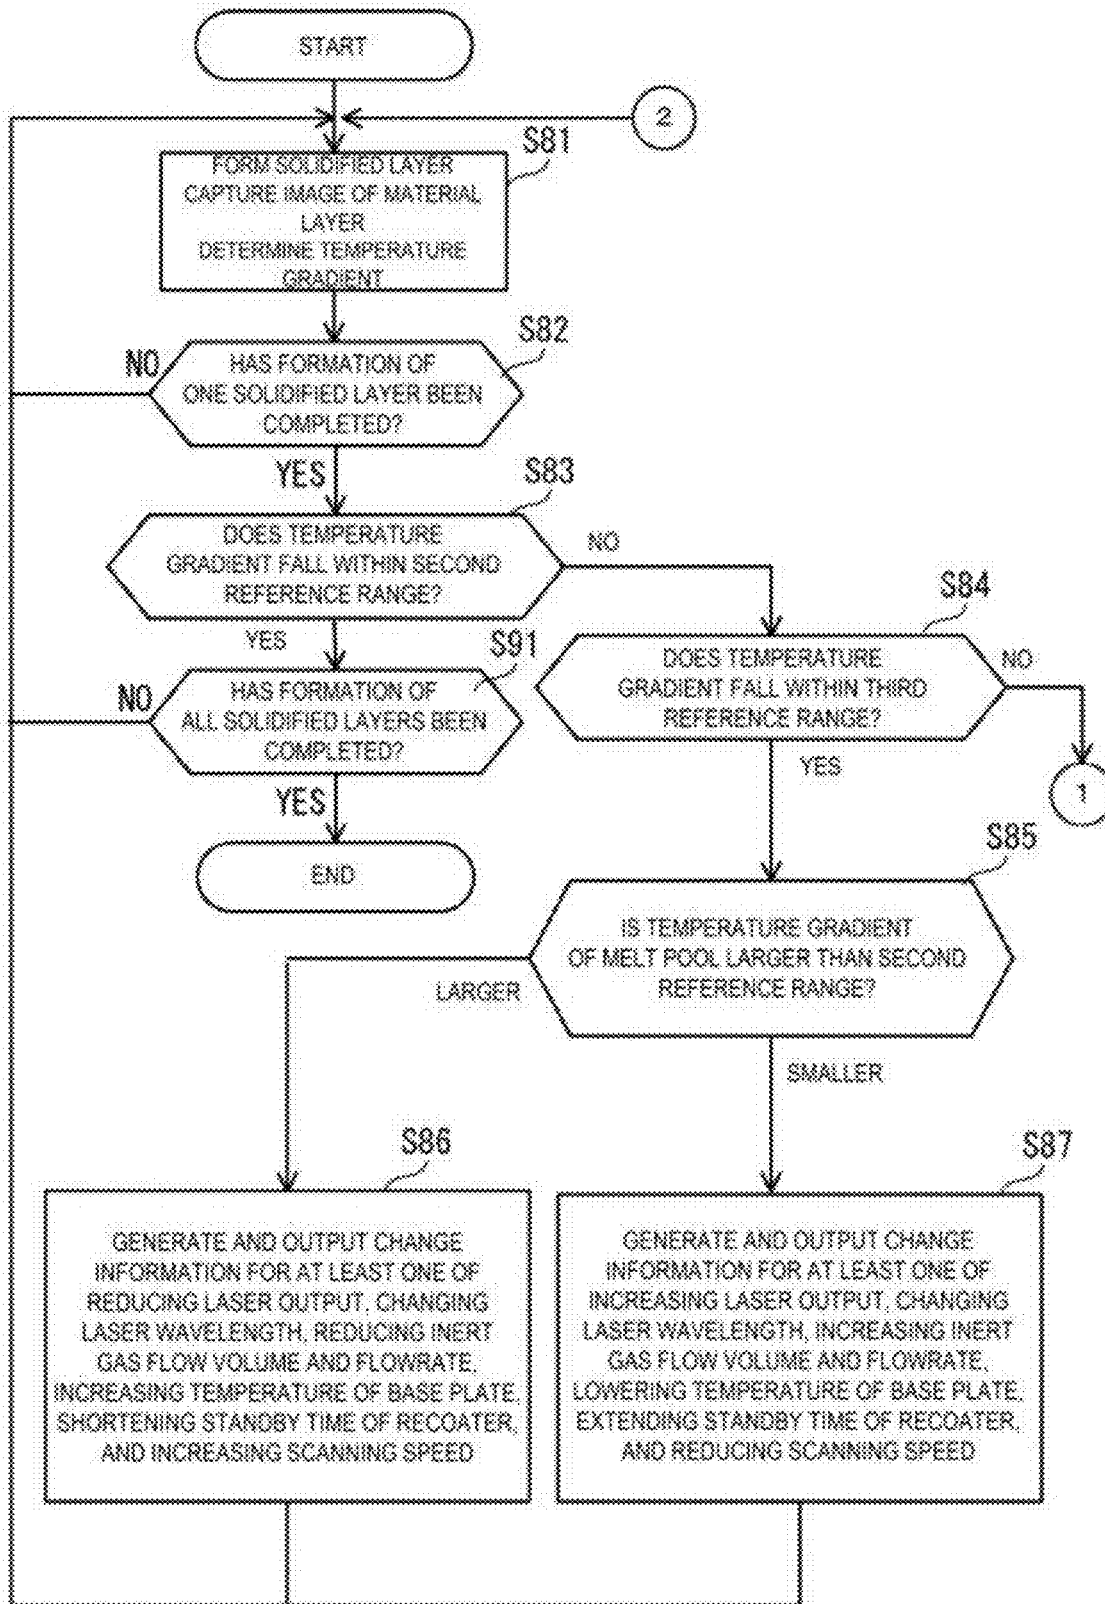 START
2
S81
FORM SOLIDIFIED LAYER
CAPTURE IMAGE OF MATERIAL
LAYER
DETERMINE TEMPERATURE
GRADIENT
S82
NO
HAS FORMATION OF
ONE SOLIDIFIED LAYER BEEN
COMPLETED?
YES
S83
DOES TEMPERATURE
GRADIENT FALL WITHIN SECOND
REFERENCE RANGE?
NO
YES
S84
DOES TEMPERATURE
GRADIENT FALL WITHIN THIRD
REFERENCE RANGE?
NO
YES
1
S91
NO
HAS FORMATION OF
ALL SOLIDIFIED LAYERS BEEN
COMPLETED?
YES
END
S85
IS TEMPERATURE GRADIENT
OF MELT POOL LARGER THAN SECOND
REFERENCE RANGE?
LARGER
SMALLER
S86
GENERATE AND OUTPUT CHANGE
INFORMATION FOR AT LEAST ONE OF
REDUCING LASER OUTPUT, CHANGING
LASER WAVELENGTH, REDUCING INERT
GAS FLOW VOLUME AND FLOWRATE,
INCREASING TEMPERATURE OF BASE PLATE,
SHORTENING STANDBY TIME OF RECOATER,
AND INCREASING SCANNING SPEED
S87
GENERATE AND OUTPUT CHANGE
INFORMATION FOR AT LEAST ONE OF
INCREASING LASER OUTPUT, CHANGING
LASER WAVELENGTH, INCREASING INERT
GAS FLOW VOLUME AND FLOWRATE,
LOWERING TEMPERATURE OF BASE PLATE,
EXTENDING STANDBY TIME OF RECOATER,
AND REDUCING SCANNING SPEED